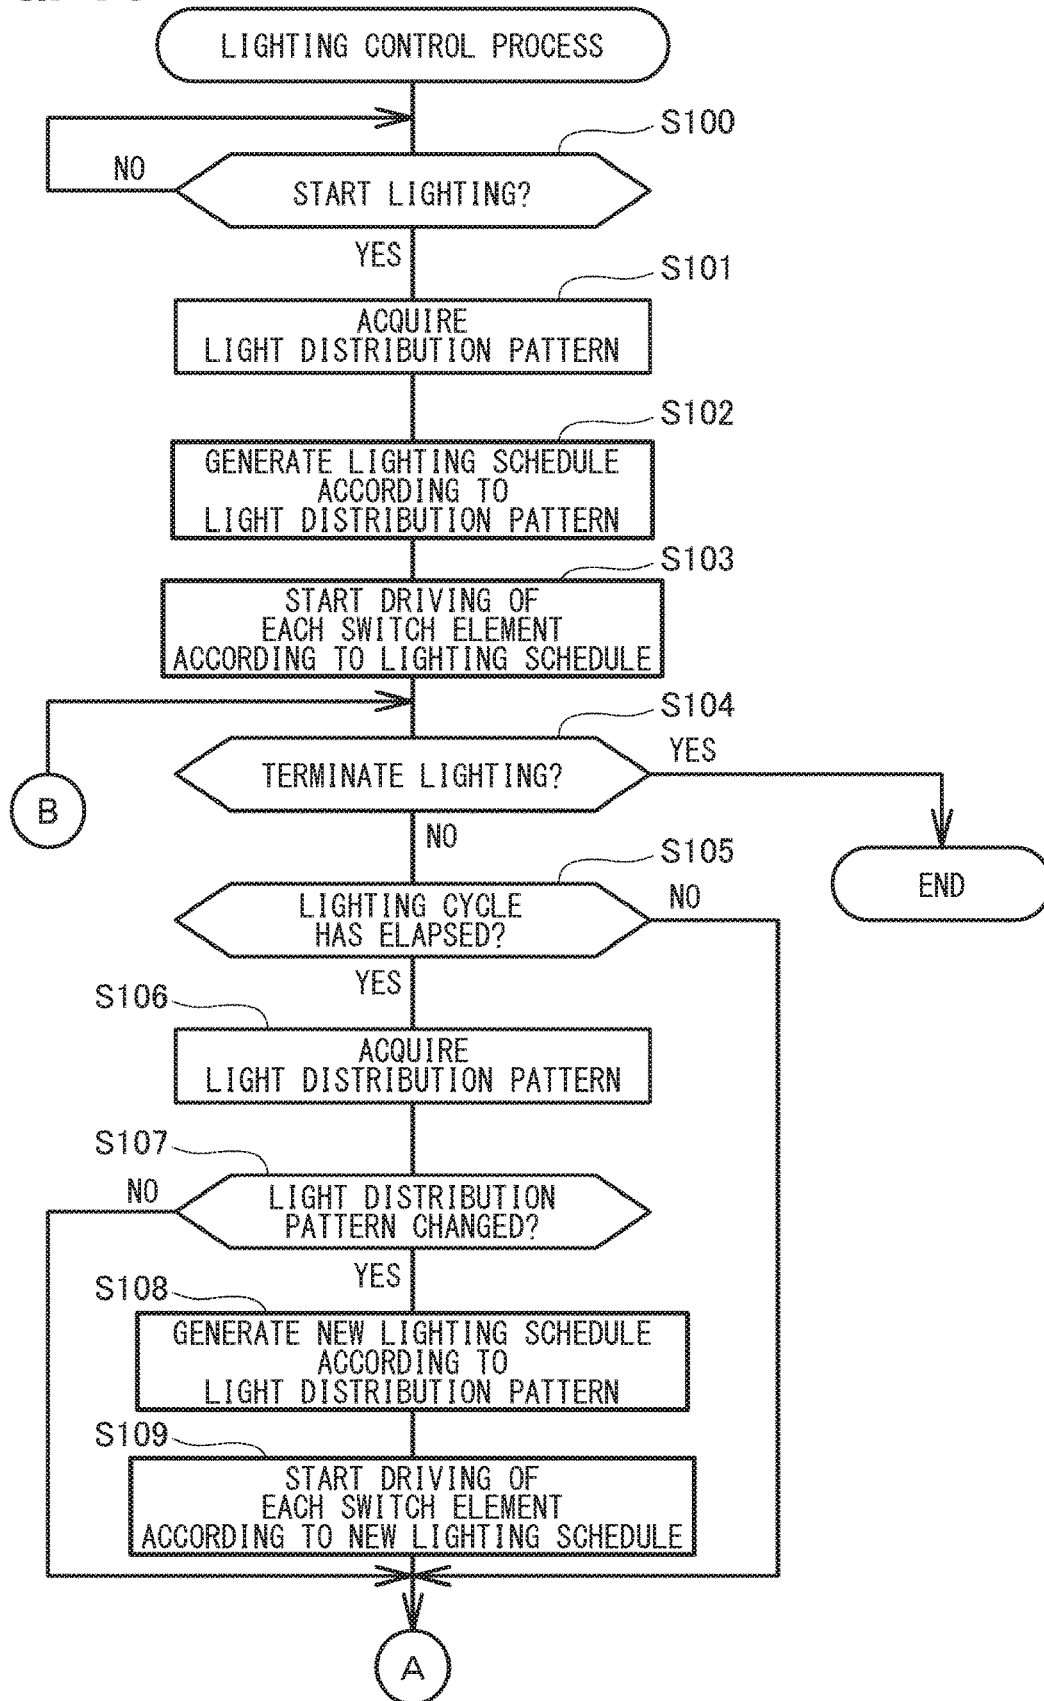 LIGHTING CONTROL PROCESS
S100
NO
START LIGHTING?
YES
S101
ACQUIRE
LIGHT DISTRIBUTION PATTERN
S102
GENERATE LIGHTING SCHEDULE
ACCORDING TO
LIGHT DISTRIBUTION PATTERN
S103
START DRIVING OF
EACH SWITCH ELEMENT
ACCORDING TO LIGHTING SCHEDULE
S104
YES
TERMINATE LIGHTING?
B
NO
S105
END
NO
LIGHTING CYCLE
HAS ELAPSED?
YES
S106
ACQUIRE
LIGHT DISTRIBUTION PATTERN
S107
NO
LIGHT DISTRIBUTION
PATTERN CHANGED?
YES
S108
GENERATE NEW LIGHTING SCHEDULE
ACCORDING TO
LIGHT DISTRIBUTION PATTERN
S109
START DRIVING OF
EACH SWITCH ELEMENT
ACCORDING TO NEW LIGHTING SCHEDULE
A